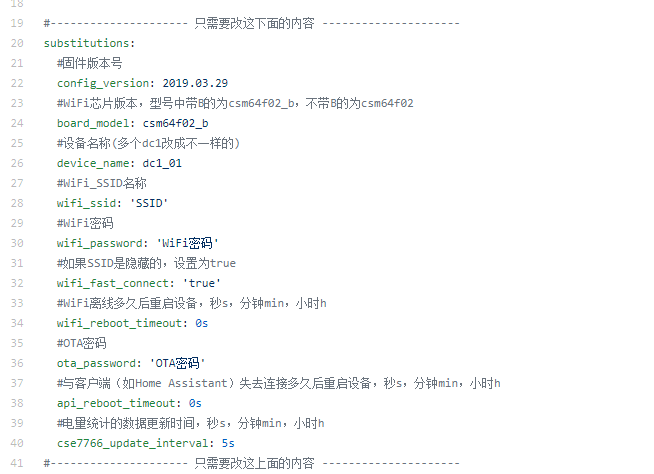 18
19 #-------------------- 只需要改这下面的内容 --------------------
20 substitutions:
21   #固件版本号
22   config_version: 2019.03.29
23   #WiFi芯片版本，型号中带B的为csm64f02_b，不带B的为csm64f02
24   board_model: csm64f02_b
25   #设备名称(多个dc1改成不一样的)
26   device_name: dc1_01
27   #WiFi_SSID名称
28   wifi_ssid: 'SSID'
29   #WiFi密码
30   wifi_password: 'WiFi密码'
31   #如果SSID是隐藏的，设置为true
32   wifi_fast_connect: 'true'
33   #WiFi离线多久后重启设备，秒s，分钟min，小时h
34   wifi_reboot_timeout: 0s
35   #OTA密码
36   ota_password: 'OTA密码'
37   #与客户端（如Home Assistant）失去连接多久后重启设备，秒s，分钟min，小时h
38   api_reboot_timeout: 0s
39   #电量统计的数据更新时间，秒s，分钟min，小时h
40   cse7766_update_interval: 5s
41 #-------------------- 只需要改这上面的内容 --------------------